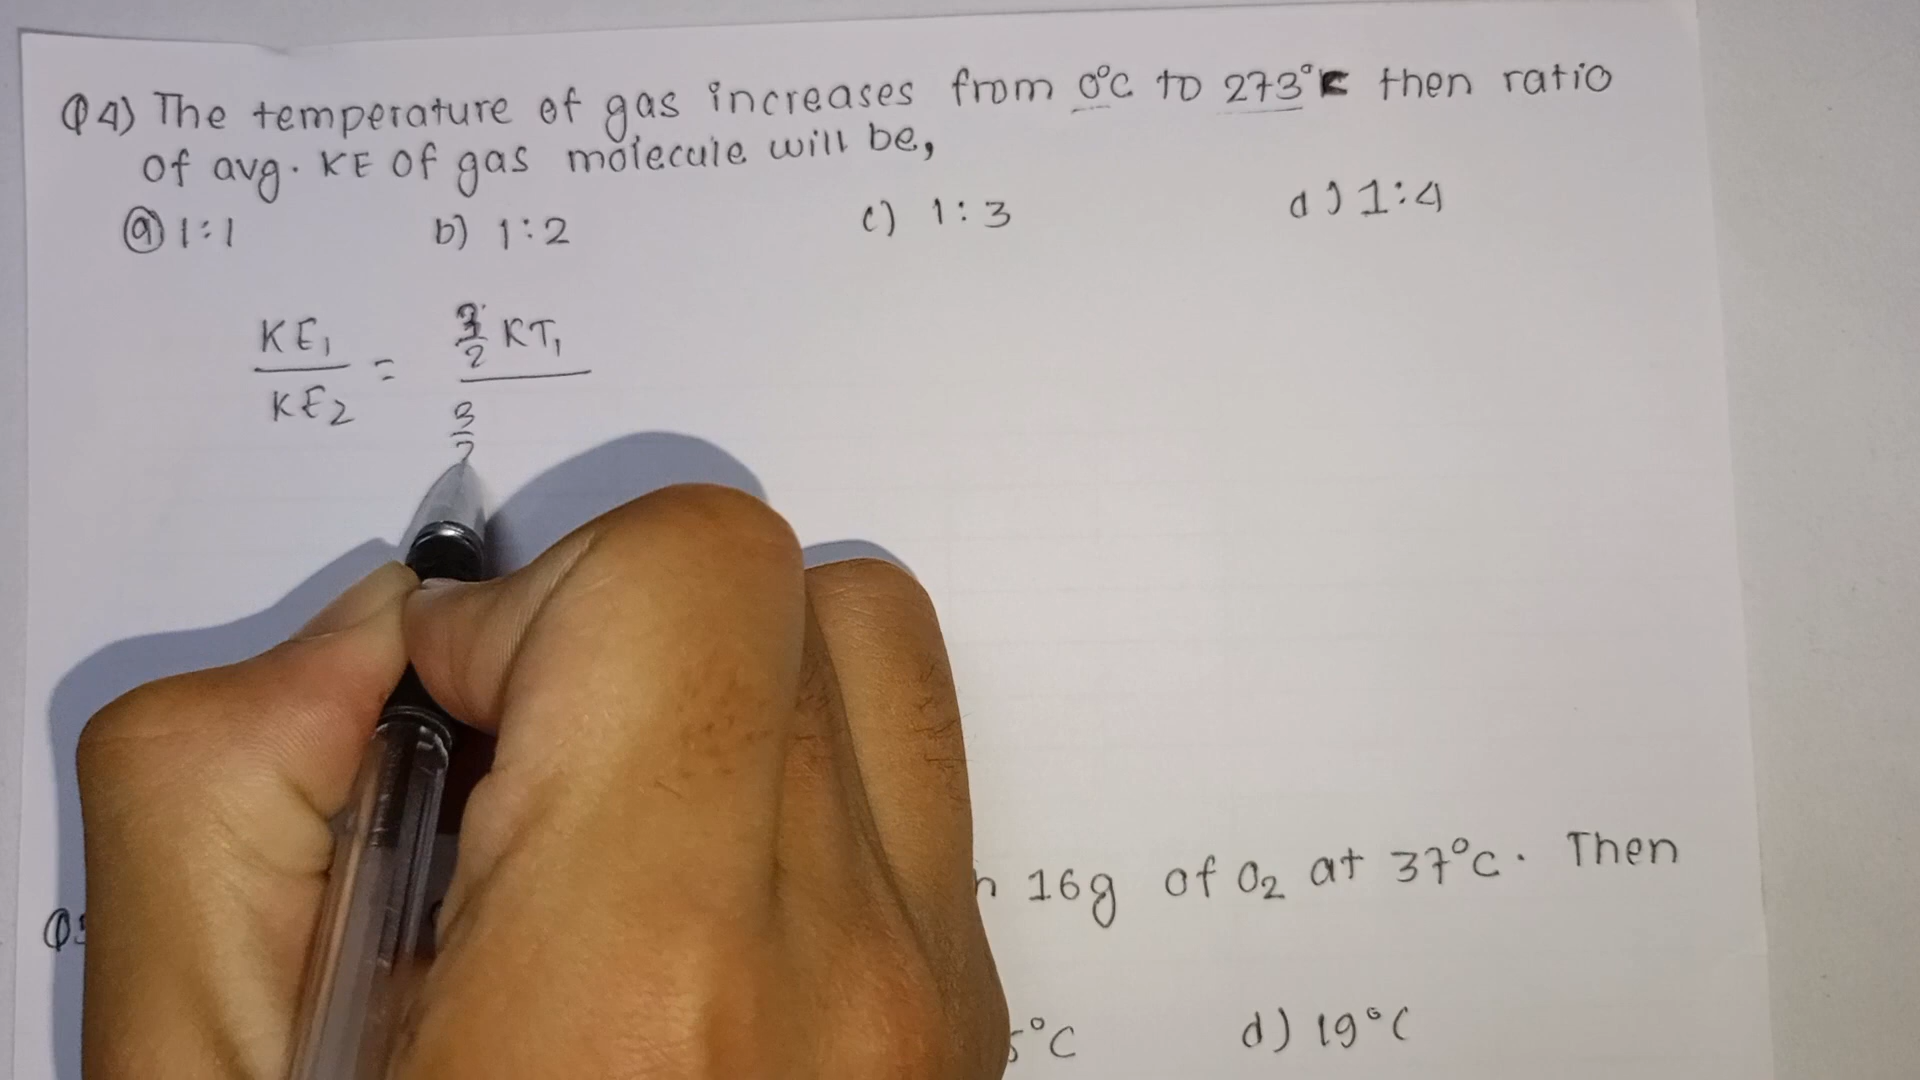 Q4) The temperature of gas increases from 0°C to 273°K then ratio
of avg. KE of gas molecule will be,
a) 1:1 b) 1:2 c) 1:3 d) 1:4
KE₁ / KE₂ = 3/2 KT₁ / 3/2
16g of O₂ at 37°C. Then
5°C d) 19°C